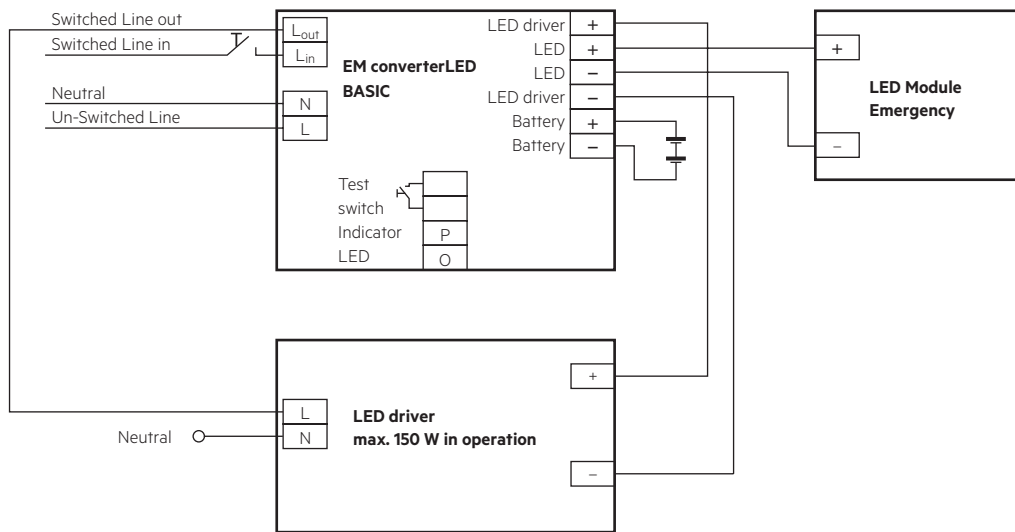 Switched Line out
Switched Line in
Neutral
Un-Switched Line
Lout
Lin
N
L
EM converterLED
BASIC
LED driver +
LED +
LED −
LED driver −
Battery +
Battery −
Test
switch
Indicator P
LED O
+
−
LED Module
Emergency
L
N
Neutral
LED driver
max. 150 W in operation
+
−